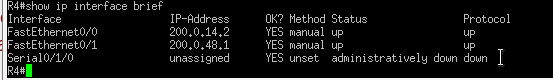 R4#show ip interface brief
Interface IP-Address OK? Method Status Protocol
FastEthernet0/0 200.0.14.2 YES manual up up
FastEthernet0/1 200.0.48.1 YES manual up up
Serial0/1/0 unassigned YES unset administratively down down
R4#